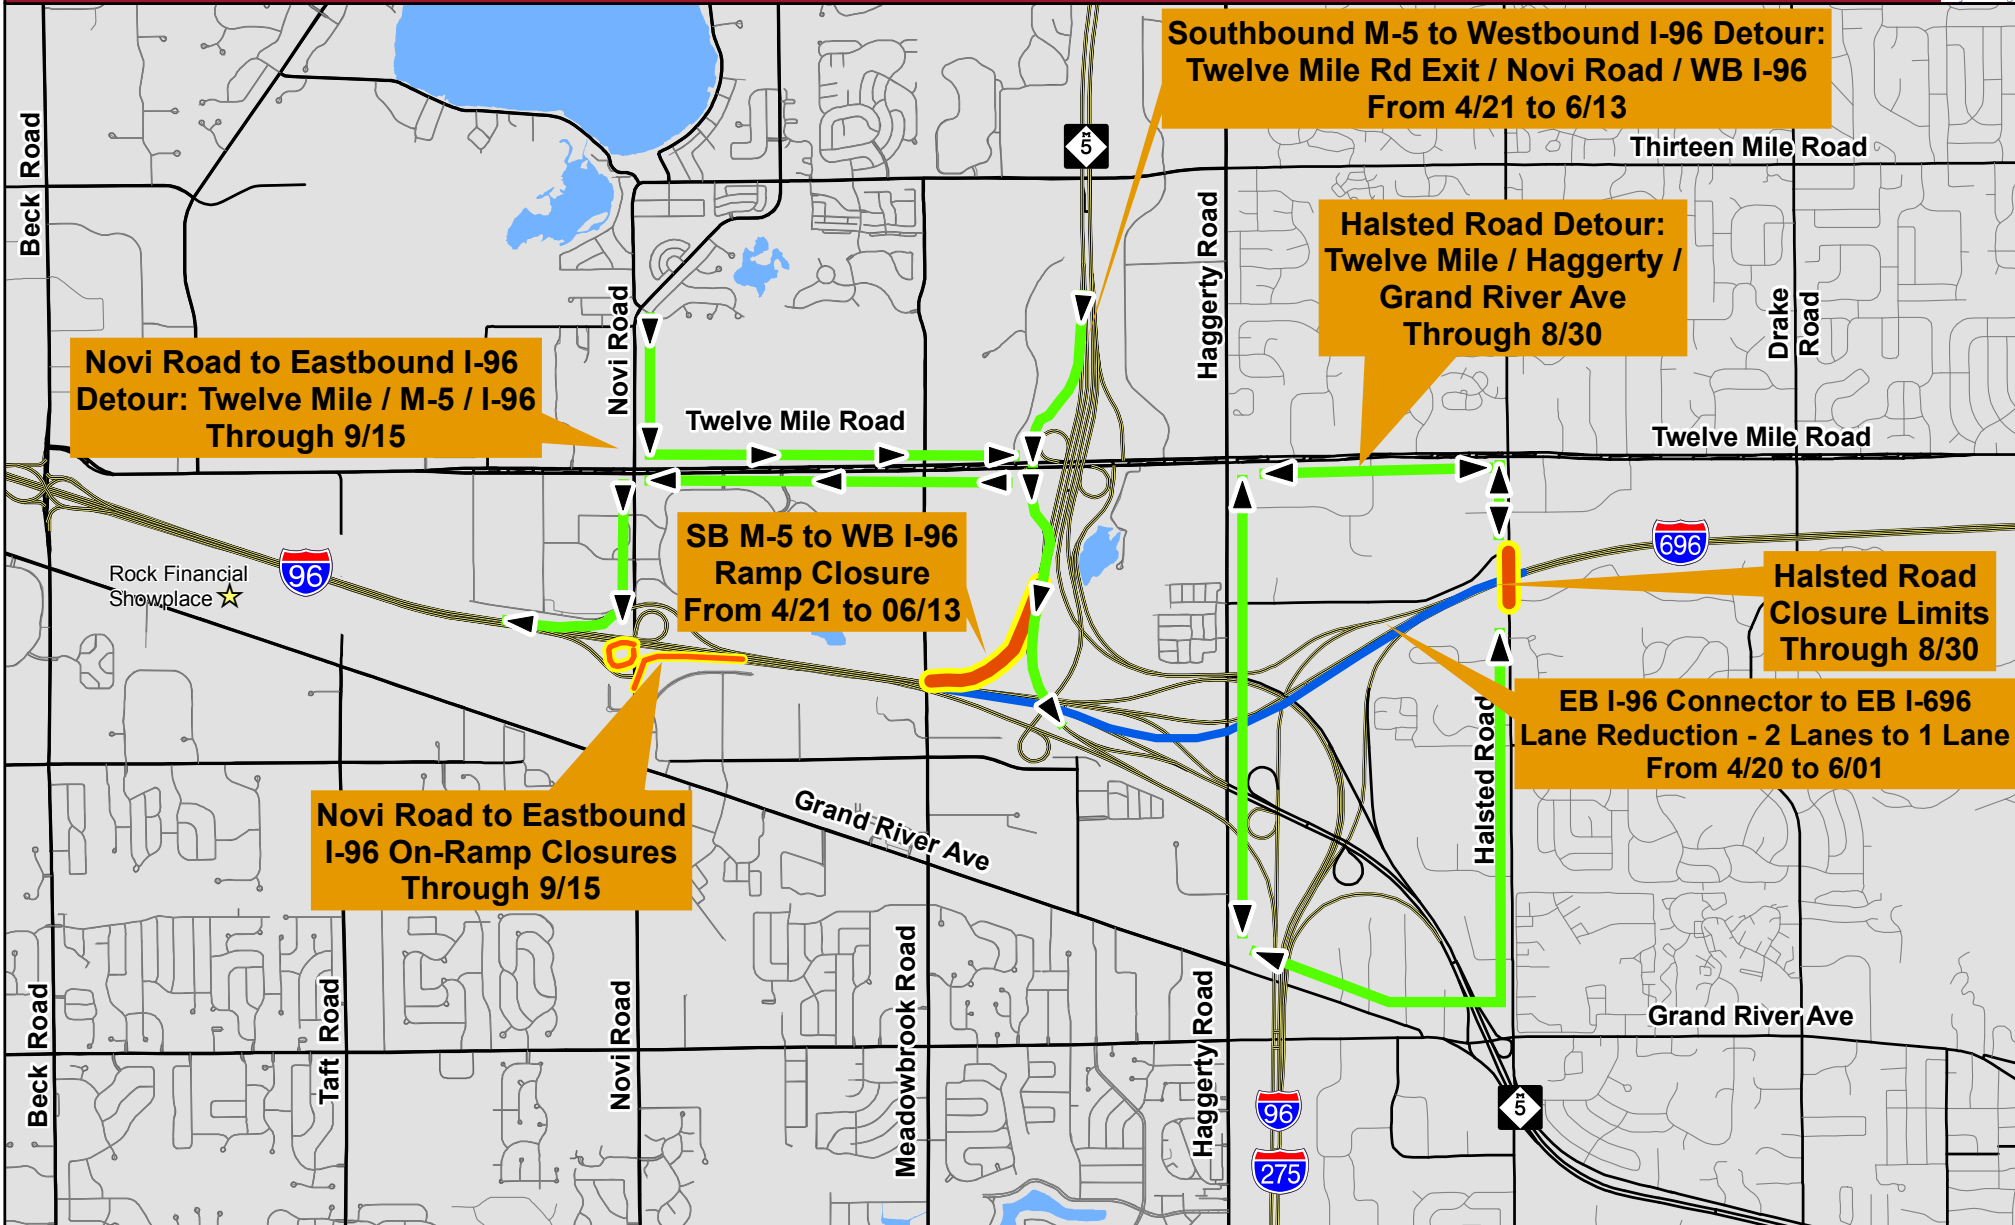 Southbound M-5 to Westbound I-96 Detour:
Twelve Mile Rd Exit / Novi Road / WB I-96
From 4/21 to 6/13
M
5
Thirteen Mile Road
Beck Road
Haggerty Road
Halsted Road Detour:
Twelve Mile / Haggerty /
Grand River Ave
Through 8/30
Drake
Road
Novi Road
Novi Road to Eastbound I-96
Detour: Twelve Mile / M-5 / I-96
Through 9/15
Twelve Mile Road
Twelve Mile Road
SB M-5 to WB I-96
Ramp Closure
From 4/21 to 06/13
696
96
Rock Financial
Showplace
Halsted Road
Closure Limits
Through 8/30
EB I-96 Connector to EB I-696
Lane Reduction - 2 Lanes to 1 Lane
From 4/20 to 6/01
Halsted Road
Novi Road to Eastbound
I-96 On-Ramp Closures
Through 9/15
Grand River Ave
Beck Road
Taft Road
Novi Road
Meadowbrook Road
Haggerty Road
Grand River Ave
96
275
M
5